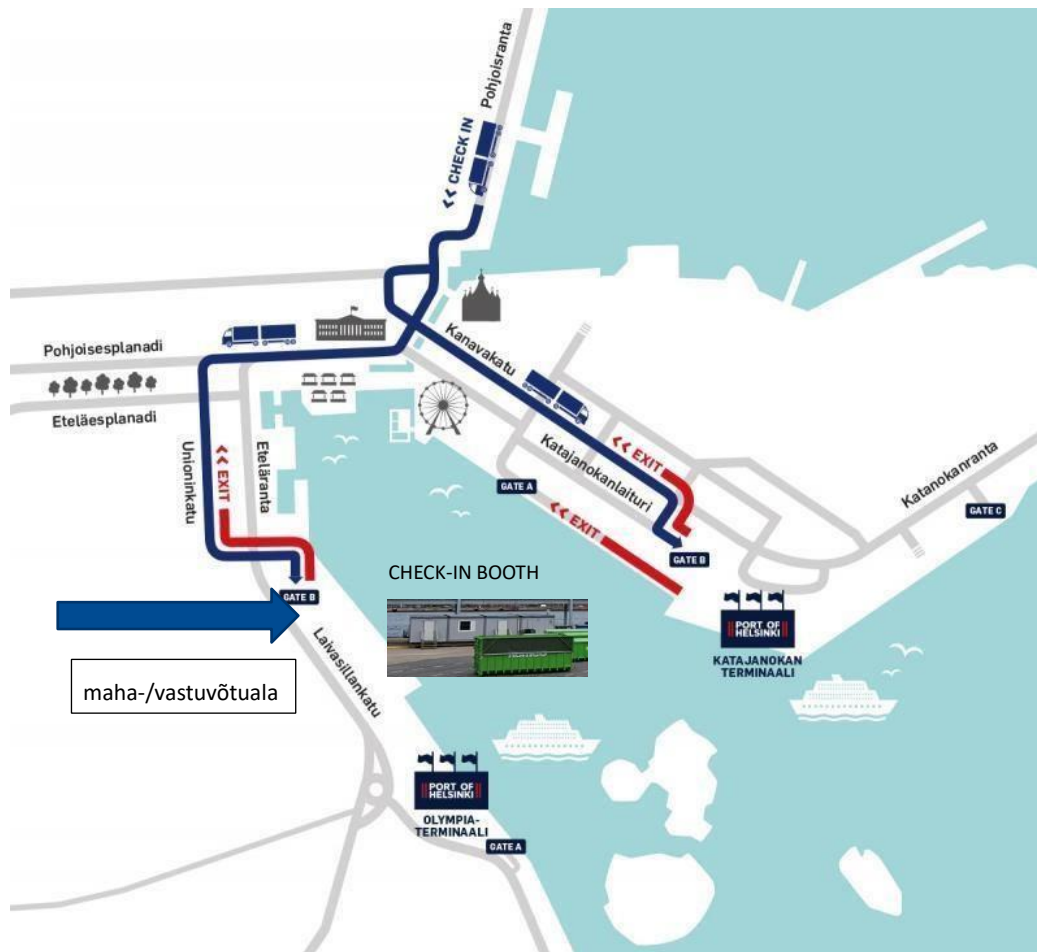 Pohjoisranta
<< CHECK IN
Kanavakatu
Pohjoisesplanadi
Eteläesplanadi
Unioninkatu
<< EXIT
Eteläranta
Katajanokanlaituri
<< EXIT
Katanokanranta
GATE A
<< EXIT
GATE C
GATE B
CHECK-IN BOOTH
GATE B
maha-/vastuvõtuala
Laivasillankatu
PORT OF
HELSINKI
KATAJANOKAN
TERMINAALI
PORT OF
HELSINKI
OLYMPIA-
TERMINAALI
GATE A